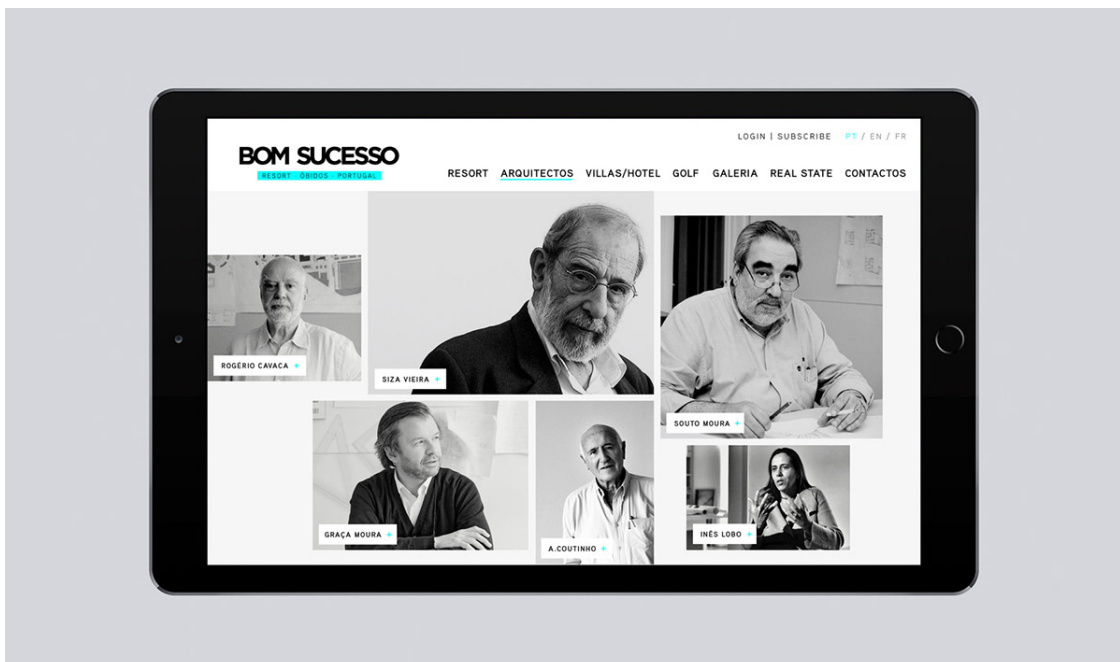 LOGIN | SUBSCRIBE PT / EN / FR
BOM SUCESSO
RESORT · ÓBIDOS · PORTUGAL
RESORT ARQUITECTOS VILLAS/HOTEL GOLF GALERIA REAL STATE CONTACTOS
ROGÉRIO CAVACA +
SIZA VIEIRA +
SOUTO MOURA +
GRAÇA MOURA +
A.COUTINHO +
INÊS LOBO +